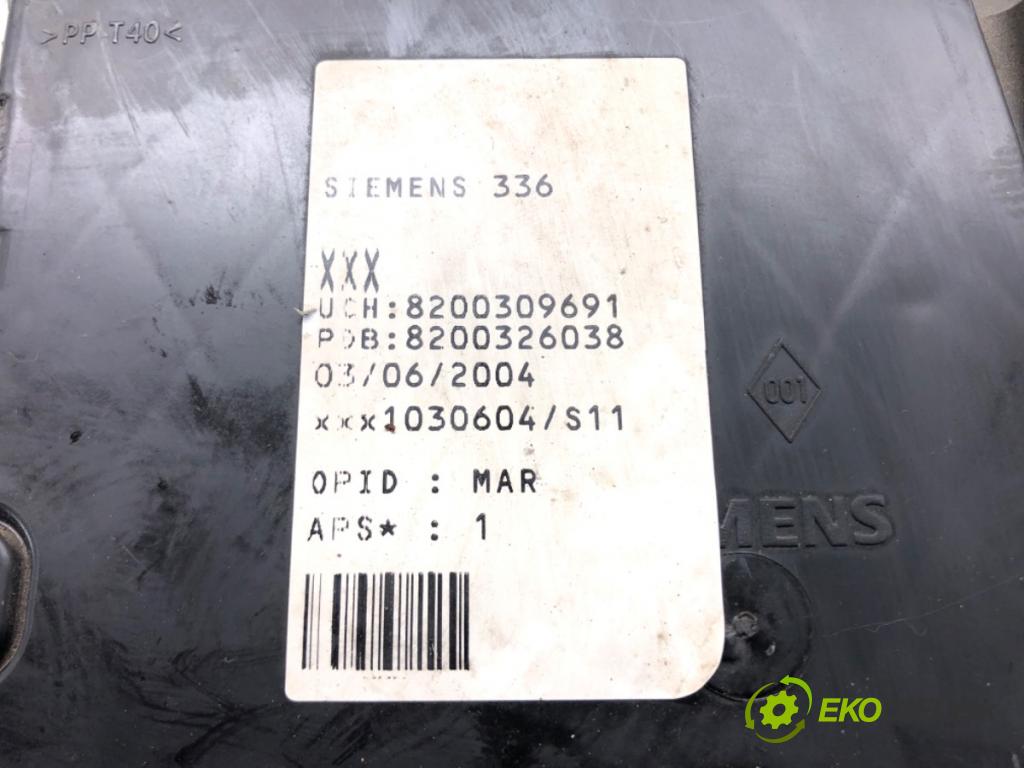 >PP T40<
SIEMENS 336
XXX
UCH:8200309691
PDB:8200326038
03/06/2004
xxx1030604/S11
001
OPID : MAR
APS* : 1
MENS
EKO